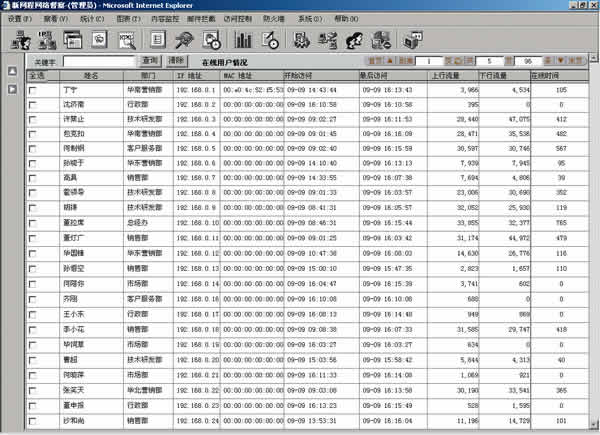 新网程网络督察-(管理员) - Microsoft Internet Explorer
设置(F) 察看(V) 统计(C) 图表(T) 内容监控 邮件拦截 访问控制 防火墙 系统(G) 帮助(H)
关键字 查询 清除 在线用户情况 1 页 共 5 页 96 条
全选 姓名 部门 IP 地址 MAC 地址 开始访问 最后访问 上行流量 下行流量 在线时间
丁宁 华南营销部 192.168.0.1 00:e0:4c:52:f5:53 09-09 14:43:44 09-09 16:13:43 3,966 4,534 105
沈济南 行政部 192.168.0.2 00:00:00:00:00:00 09-09 16:10:58 09-09 16:10:58 395 0 0
许禁止 技术研发部 192.168.0.3 00:00:00:00:00:00 09-09 09:02:27 09-09 16:11:53 28,440 47,075 412
包克扣 华南营销部 192.168.0.4 00:00:00:00:00:00 09-09 09:01:45 09-09 16:16:09 28,471 35,536 482
何制钢 客户服务部 192.168.0.5 00:00:00:00:00:00 09-09 09:02:40 09-09 16:15:59 30,597 30,746 567
孙晓于 华东营销部 192.168.0.6 00:00:00:00:00:00 09-09 14:10:40 09-09 16:13:13 7,939 7,945 95
商具 销售部 192.168.0.7 00:00:00:00:00:00 09-09 14:33:55 09-09 16:07:38 7,694 4,806 39
霍领导 技术研发部 192.168.0.8 00:00:00:00:00:00 09-09 09:01:33 09-09 16:03:57 23,006 30,690 352
胡锋 技术研发部 192.168.0.9 00:00:00:00:00:00 09-09 08:41:31 09-09 16:05:57 32,052 25,930 119
董拉席 总经办 192.168.0.10 00:00:00:00:00:00 09-09 08:46:31 09-09 16:15:44 33,855 32,377 785
董灯广 销售部 192.168.0.11 00:00:00:00:00:00 09-09 09:01:25 09-09 16:03:42 31,174 44,972 479
华国锋 华东营销部 192.168.0.12 00:00:00:00:00:00 09-09 10:47:36 09-09 16:08:03 14,630 26,776 116
孙悟空 销售部 192.168.0.13 00:00:00:00:00:00 09-09 15:00:10 09-09 15:47:35 2,823 1,657 110
何陪你 市场部 192.168.0.14 00:00:00:00:00:00 09-09 16:04:47 09-09 16:15:39 3,741 602 0
齐刚 客户服务部 192.168.0.16 00:00:00:00:00:00 09-09 16:10:08 09-09 16:10:08 688 0 0
王小东 行政部 192.168.0.17 00:00:00:00:00:00 09-09 16:08:13 09-09 16:14:48 949 869 0
李小花 销售部 192.168.0.18 00:00:00:00:00:00 09-09 09:08:38 09-09 16:07:33 31,585 29,747 418
毕饲草 市场部 192.168.0.19 00:00:00:00:00:00 09-09 16:03:27 09-09 16:03:27 634 0 0
曹超 技术研发部 192.168.0.20 00:00:00:00:00:00 09-09 15:03:56 09-09 15:58:42 5,844 4,313 40
何晓萍 市场部 192.168.0.21 00:00:00:00:00:00 09-09 16:11:33 09-09 16:14:08 1,069 921 0
张笑天 华北营销部 192.168.0.22 00:00:00:00:00:00 09-09 09:03:08 09-09 16:13:58 30,190 33,541 365
董申报 行政部 192.168.0.23 00:00:00:00:00:00 09-09 16:13:23 09-09 16:15:49 528 1,595 0
沙和尚 销售部 192.168.0.24 00:00:00:00:00:00 09-09 13:53:31 09-09 16:16:04 11,196 14,729 101